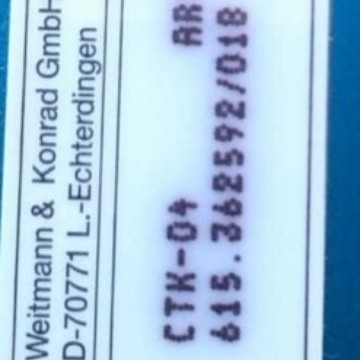 Weitmann & Konrad GmbH
D-70771 L.-Echterdingen
CTK-04 AR
615.362592/018